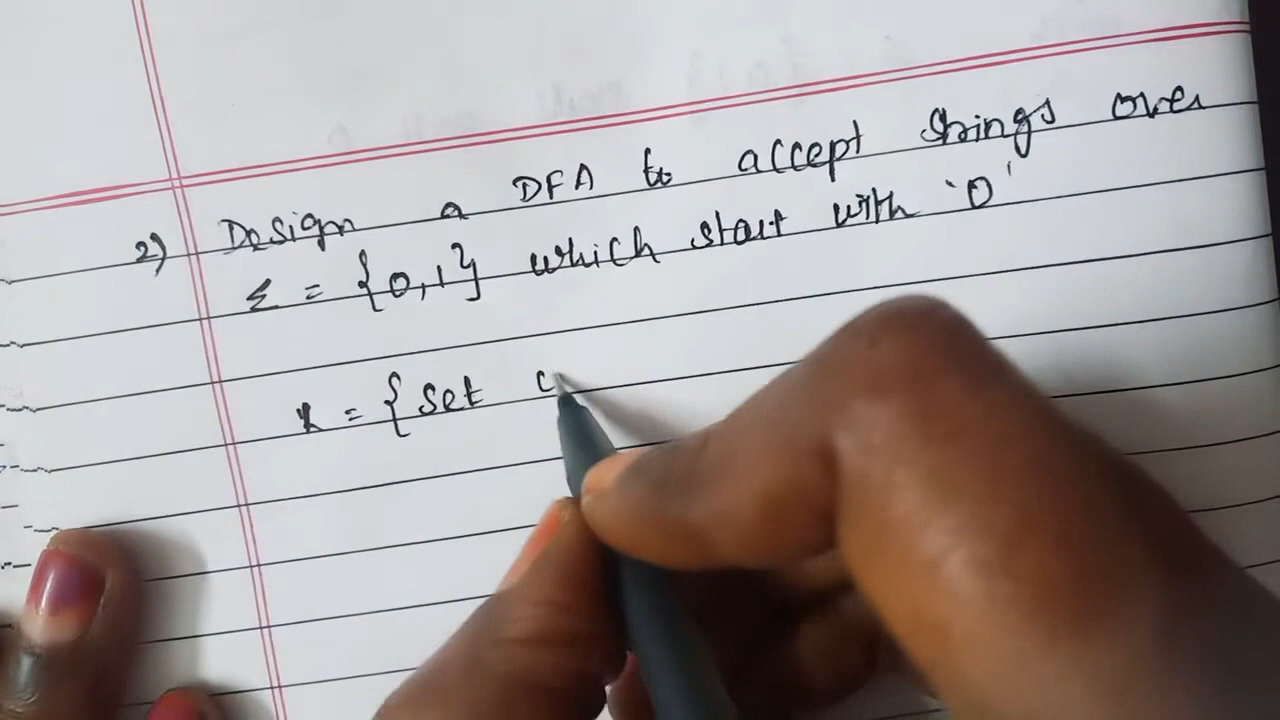 2) Design a DFA to accept strings over
Σ = {0,1} which start with '0'
L = { set